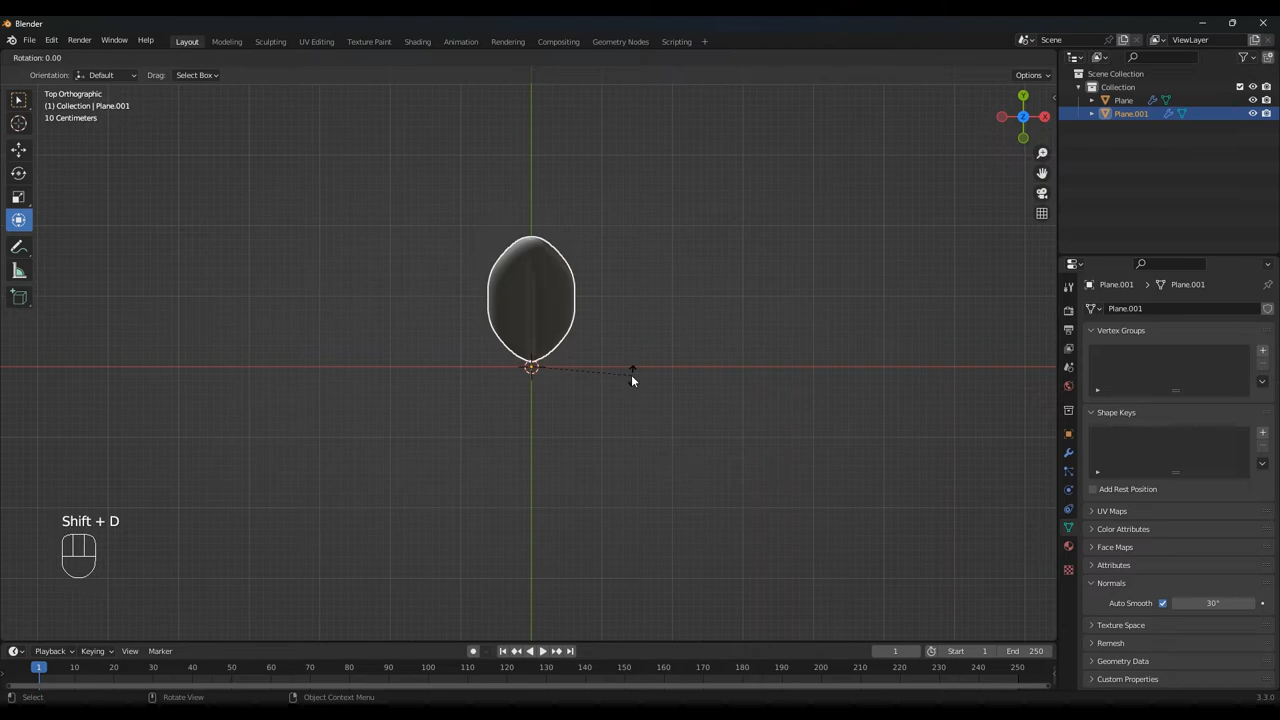 Blender
File Edit Render Window Help Layout Modeling Sculpting UV Editing Texture Paint Shading Animation Rendering Compositing Geometry Nodes Scripting + Scene ViewLayer
Rotation: 0.00
Orientation: Default Drag: Select Box Options
Top Orthographic
(1) Collection | Plane.001
10 Centimeters
Y
Z
X
Scene Collection
Collection
Plane
Plane.001
Plane.001 Plane.001
Plane.001
Vertex Groups
Shape Keys
Add Rest Position
UV Maps
Color Attributes
Face Maps
Attributes
Normals
Auto Smooth 30°
Texture Space
Remesh
Geometry Data
Custom Properties
Shift + D
Playback Keying View Marker 1 Start 1 End 250
1 10 20 30 40 50 60 70 80 90 100 110 120 130 140 150 160 170 180 190 200 210 220 230 240 250
Select Rotate View Object Context Menu 3.3.0